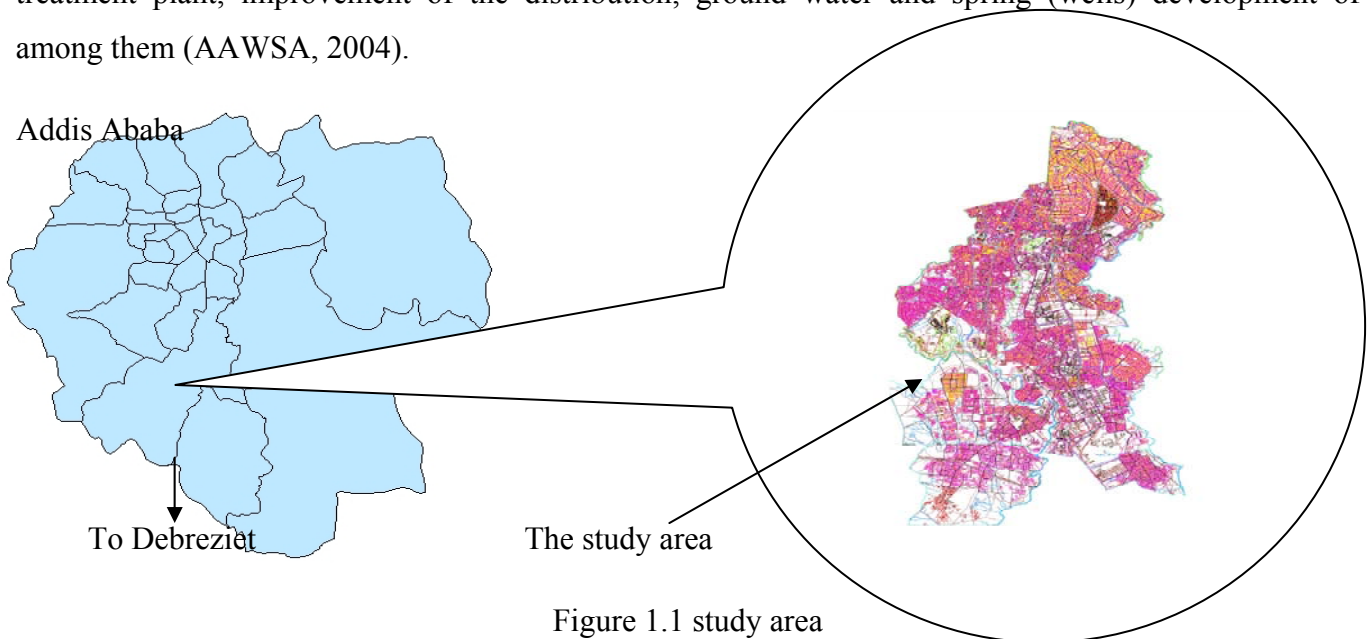 treatment plant, improvement of the distribution, ground water and spring (wells) development of
among them (AAWSA, 2004).
Addis Ababa
To Debreziet
The study area
Figure 1.1 study area